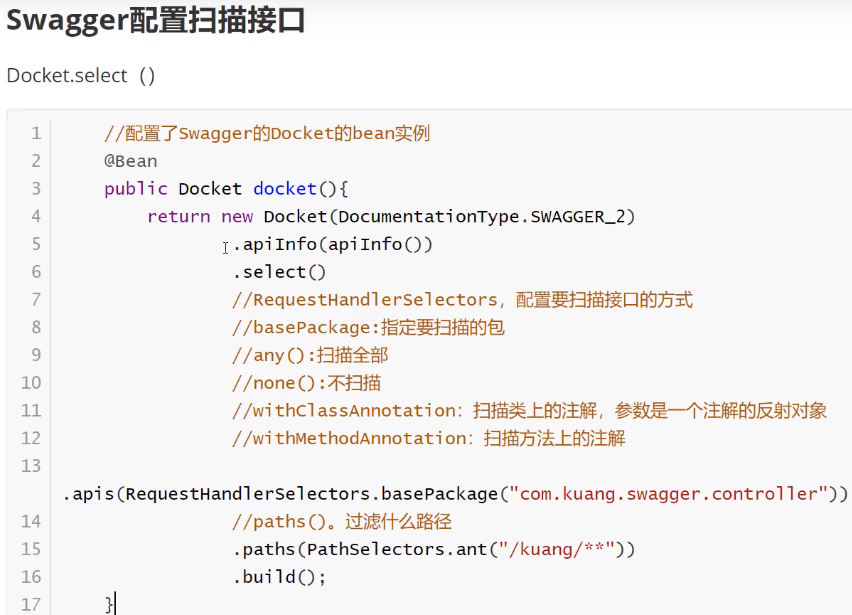 Swagger配置扫描接口
Docket.select（）
1 //配置了Swagger的Docket的bean实例
2 @Bean
3 public Docket docket(){
4 return new Docket(DocumentationType.SWAGGER_2)
5 .apiInfo(apiInfo())
6 .select()
7 //RequestHandlerSelectors，配置要扫描接口的方式
8 //basePackage:指定要扫描的包
9 //any():扫描全部
10 //none():不扫描
11 //withClassAnnotation：扫描类上的注解，参数是一个注解的反射对象
12 //withMethodAnnotation：扫描方法上的注解
13
.apis(RequestHandlerSelectors.basePackage("com.kuang.swagger.controller"))
14 //paths()。过滤什么路径
15 .paths(PathSelectors.ant("/kuang/**"))
16 .build();
17 }